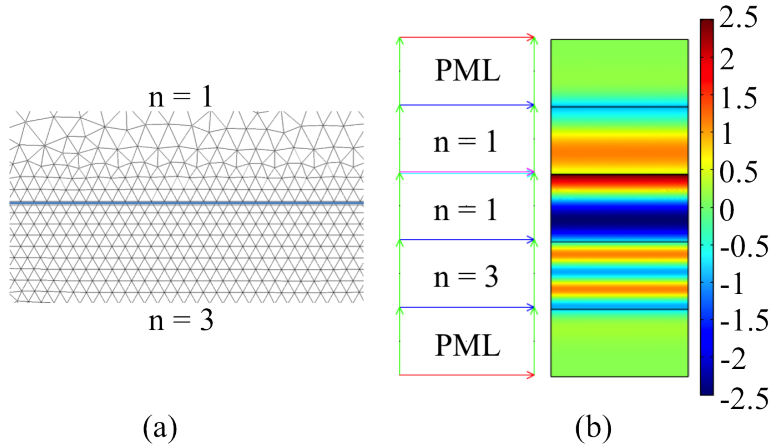 n = 1
n = 3
(a)
PML
n = 1
n = 1
n = 3
PML
2.5
2
1.5
1
0.5
0
-0.5
-1
-1.5
-2
-2.5
(b)